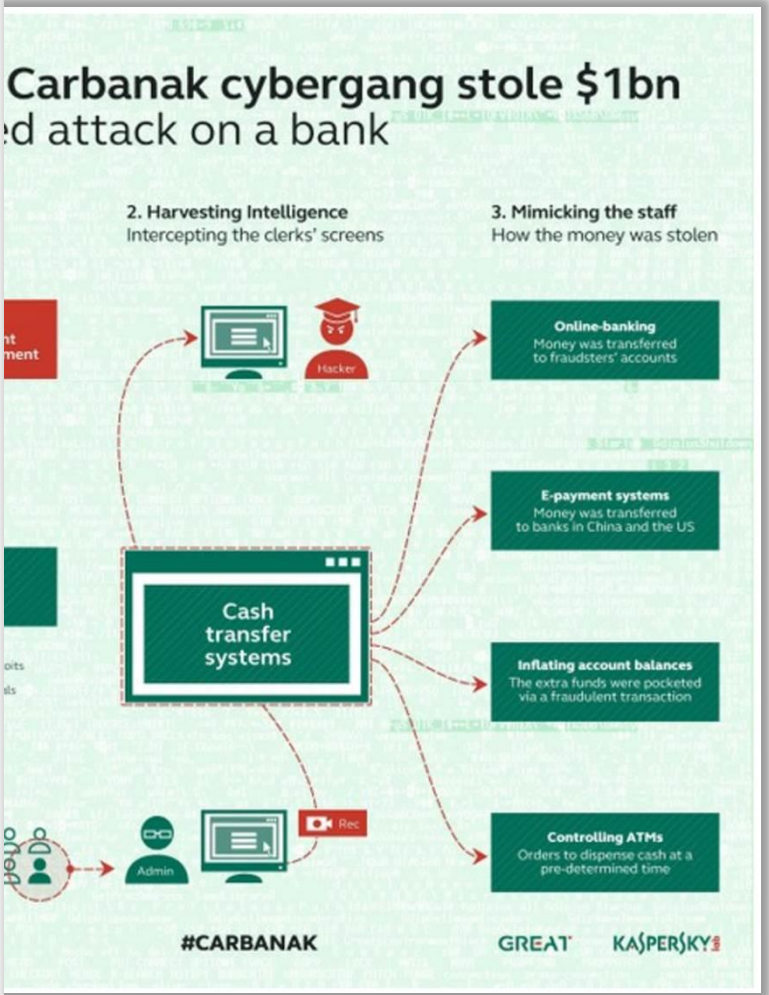 Carbanak cybergang stole $1bn
ed attack on a bank
2. Harvesting Intelligence
Intercepting the clerks' screens
3. Mimicking the staff
How the money was stolen
nt
ment
Hacker
Online-banking
Money was transferred
to fraudsters' accounts
E-payment systems
Money was transferred
to banks in China and the US
Cash
transfer
systems
oits
als
Inflating account balances
The extra funds were pocketed
via a fraudulent transaction
Rec
Admin
Controlling ATMs
Orders to dispense cash at a
pre-determined time
#CARBANAK
GREAT
KASPERSKY lab